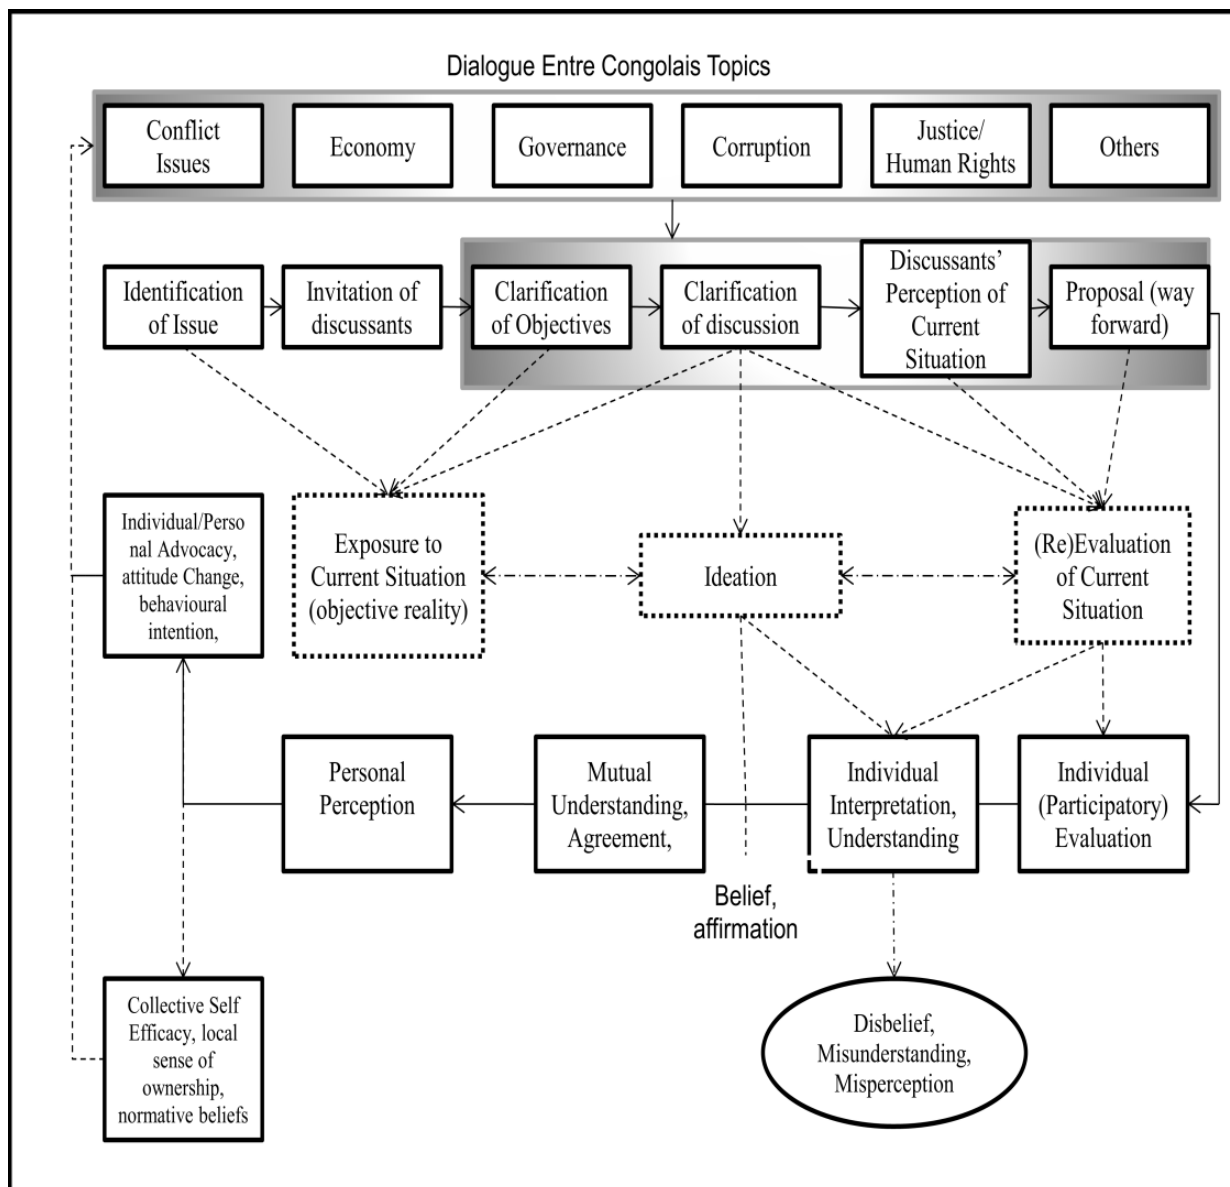 Dialogue Entre Congolais Topics
Conflict
Issues
Economy
Governance
Corruption
Justice/
Human Rights
Others
Identification
of Issue
Invitation of
discussants
Clarification
of Objectives
Clarification
of discussion
Discussants’
Perception of
Current
Situation
Proposal (way
forward)
Individual/Perso
nal Advocacy,
attitude Change,
behavioural
intention,
Exposure to
Current Situation
(objective reality)
Ideation
(Re)Evaluation
of Current
Situation
Personal
Perception
Mutual
Understanding,
Agreement,
Individual
Interpretation,
Understanding
Individual
(Participatory)
Evaluation
Belief,
affirmation
Collective Self
Efficacy, local
sense of
ownership,
normative beliefs
Disbelief,
Misunderstanding,
Misperception